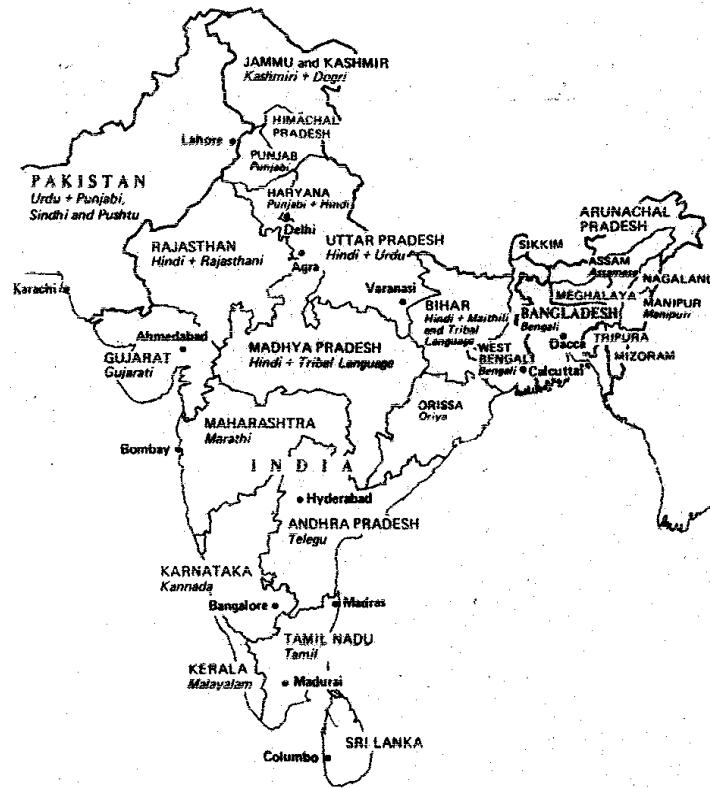 JAMMU and KASHMIR
Kashmiri + Dogri
HIMACHAL
PRADESH
Lahore
PUNJAB
Punjabi
PAKISTAN
Urdu + Punjabi,
Sindhi and Pushtu
HARYANA
Punjabi + Hindi
Delhi
ARUNACHAL
PRADESH
RAJASTHAN
Hindi + Rajasthani
UTTAR PRADESH
Hindi + Urdu
SIKKIM
ASSAM
Assamese
Agra
NAGALAND
Karachi
Varanasi
MEGHALAYA
BIHAR
Hindi + Maithili
and Tribal
Language
BANGLADESH
Bengali
MANIPUR
Manipuri
Ahmedabad
GUJARAT
Gujarati
MADHYA PRADESH
Hindi + Tribal Language
WEST
BENGAL
Bengali
Dacca
TRIPURA
MIZORAM
Calcutta
ORISSA
Oriya
MAHARASHTRA
Marathi
Bombay
INDIA
Hyderabad
ANDHRA PRADESH
Telegu
KARNATAKA
Kannada
Bangalore
Madras
TAMIL NADU
Tamil
KERALA
Malayalam
Madurai
SRI LANKA
Columbo